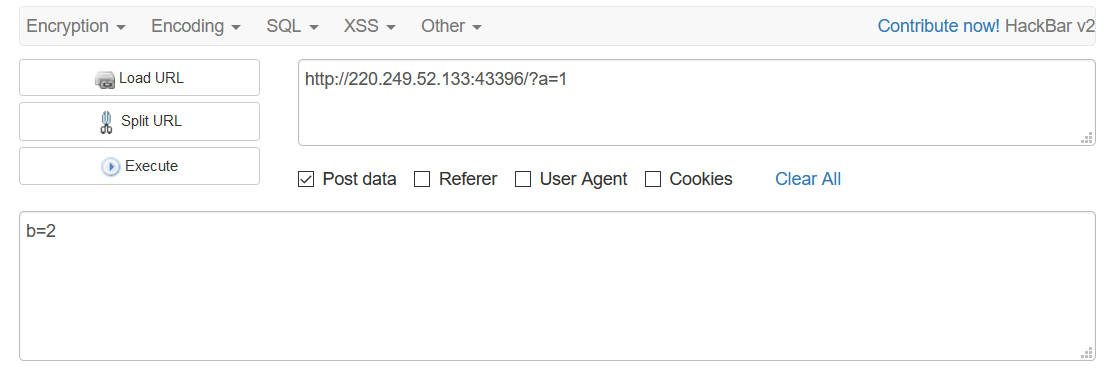 Encryption Encoding SQL XSS Other Contribute now! HackBar v2
Load URL
http://220.249.52.133:43396/?a=1
Split URL
Execute
Post data Referer User Agent Cookies Clear All
b=2